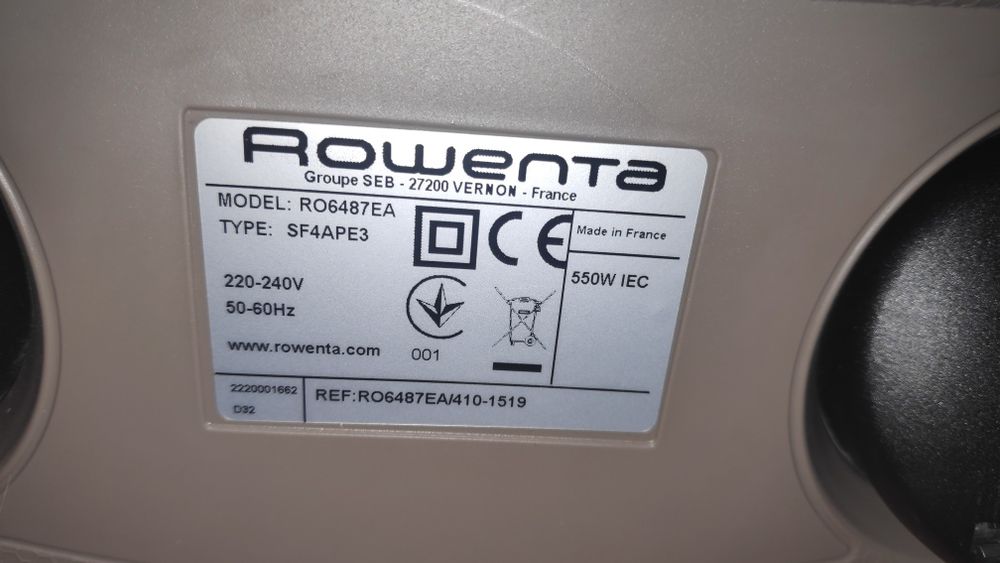 Rowenta
Groupe SEB - 27200 VERNON - France
MODEL: RO6487EA
TYPE: SF4APE3
CE
Made in France
550W IEC
220-240V
50-60Hz
www.rowenta.com
001
2220001662
D32
REF:RO6487EA/410-1519